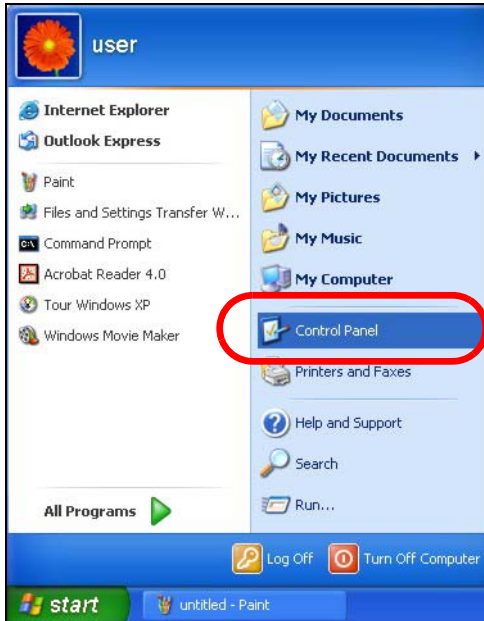 user
Internet Explorer
Outlook Express
Paint
Files and Settings Transfer W...
Command Prompt
Acrobat Reader 4.0
Tour Windows XP
Windows Movie Maker
All Programs
My Documents
My Recent Documents
My Pictures
My Music
My Computer
Control Panel
Printers and Faxes
Help and Support
Search
Run...
Log Off
Turn Off Computer
start
untitled - Paint